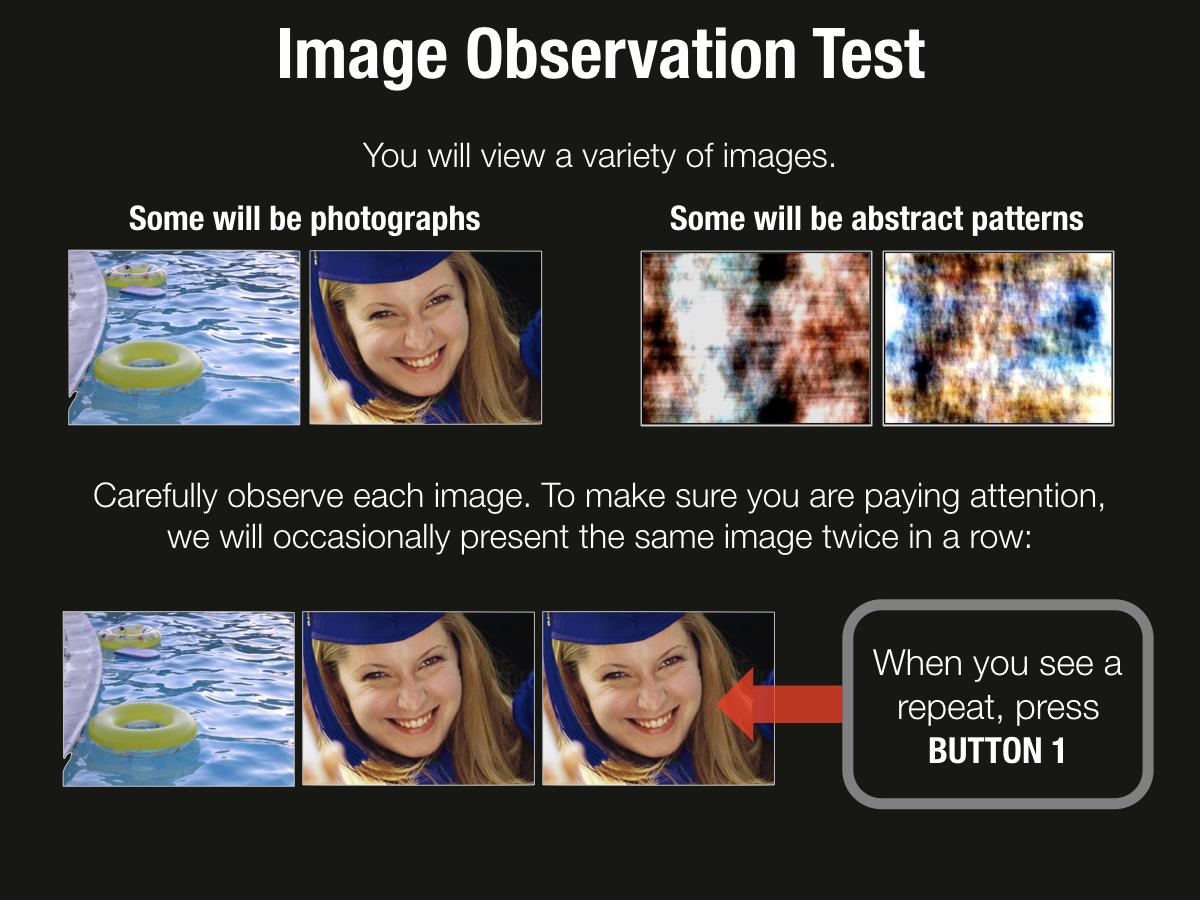 Image Observation Test
You will view a variety of images.
Some will be photographs
Some will be abstract patterns
Carefully observe each image. To make sure you are paying attention,
we will occasionally present the same image twice in a row:
When you see a
repeat, press
BUTTON 1